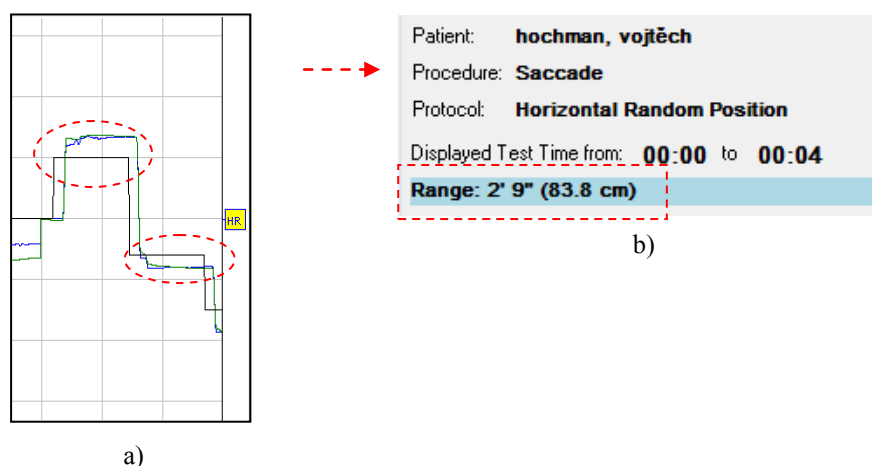 HR
a)
Patient: hochman, vojtěch
Procedure: Saccade
Protocol: Horizontal Random Position
Displayed Test Time from: 00:00 to 00:04
Range: 2' 9" (83.8 cm)
b)